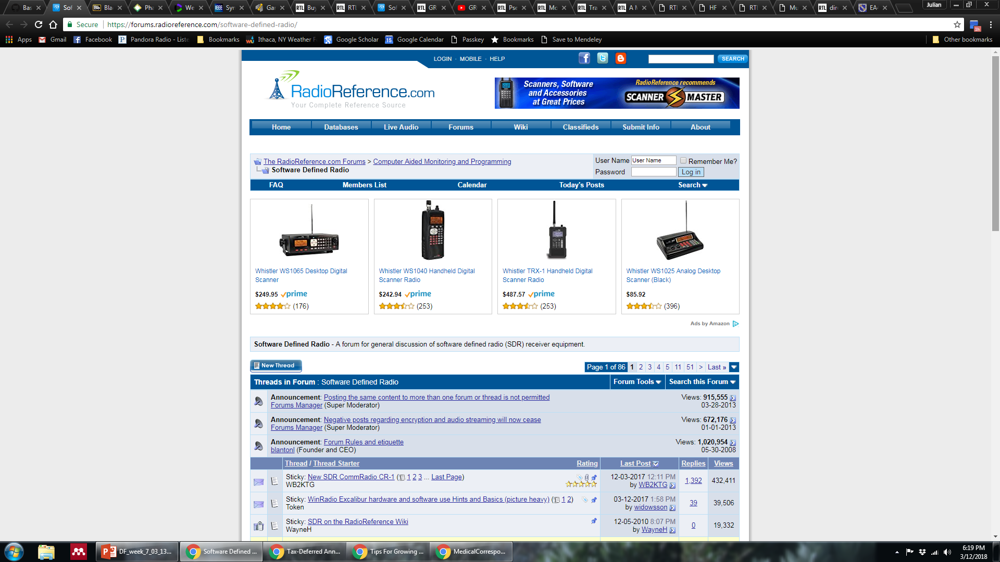 Bas Sof Bla Pha We Syn Gar Buy RTL Sof GR GR Pse Mo Tra A M RTL HF RTL Mu dir EA4 Julian
Secure https://forums.radioreference.com/software-defined-radio/
Apps Gmail Facebook Pandora Radio - Liste Bookmarks Ithaca, NY Weather F Google Scholar Google Calendar Passkey Bookmarks Save to Mendeley Other bookmarks
LOGIN · MOBILE · HELP SEARCH
RadioReference.com
Your Complete Reference Source
Scanners, Software
and Accessories
at Great Prices
RadioReference recommends
SCANNER MASTER
Home Databases Live Audio Forums Wiki Classifieds Submit Info About
The RadioReference.com Forums > Computer Aided Monitoring and Programming
Software Defined Radio
User Name User Name Remember Me?
Password Log in
FAQ Members List Calendar Today's Posts Search
Whistler WS1065 Desktop Digital
Scanner
$249.95 prime
(176)
Whistler WS1040 Handheld Digital
Scanner Radio
$242.94 prime
(253)
Whistler TRX-1 Handheld Digital
Scanner Radio
$487.57 prime
(253)
Whistler WS1025 Analog Desktop
Scanner (Black)
$85.92
(396)
Ads by Amazon
Software Defined Radio - A forum for general discussion of software defined radio (SDR) receiver equipment.
New Thread
Page 1 of 86 1 2 3 4 5 11 51 > Last »
Threads in Forum : Software Defined Radio Forum Tools Search this Forum
Announcement: Posting the same content to more than one forum or thread is not permitted Views: 915,555
Forums Manager (Super Moderator) 03-28-2013
Announcement: Negative posts regarding encryption and audio streaming will now cease Views: 672,176
Forums Manager (Super Moderator) 01-01-2013
Announcement: Forum Rules and etiquette Views: 1,020,954
blantonl (Founder and CEO) 05-30-2008
Thread / Thread Starter Rating Last Post Replies Views
Sticky: New SDR CommRadio CR-1 ( 1 2 3 ... Last Page) 12-03-2017 12:11 PM 1,392 432,411
WB2KTG by WB2KTG
Sticky: WinRadio Excalibur hardware and software use Hints and Basics (picture heavy) ( 1 2) 03-12-2017 1:58 PM 39 39,506
Token by widowsson
Sticky: SDR on the RadioReference Wiki 12-05-2010 8:07 PM 0 19,332
WayneH by WayneH
DF_week_7_03_13... Software Defined ... Tax-Deferred Ann... Tips For Growing ... MedicalCorrespo...
6:19 PM
3/12/2018